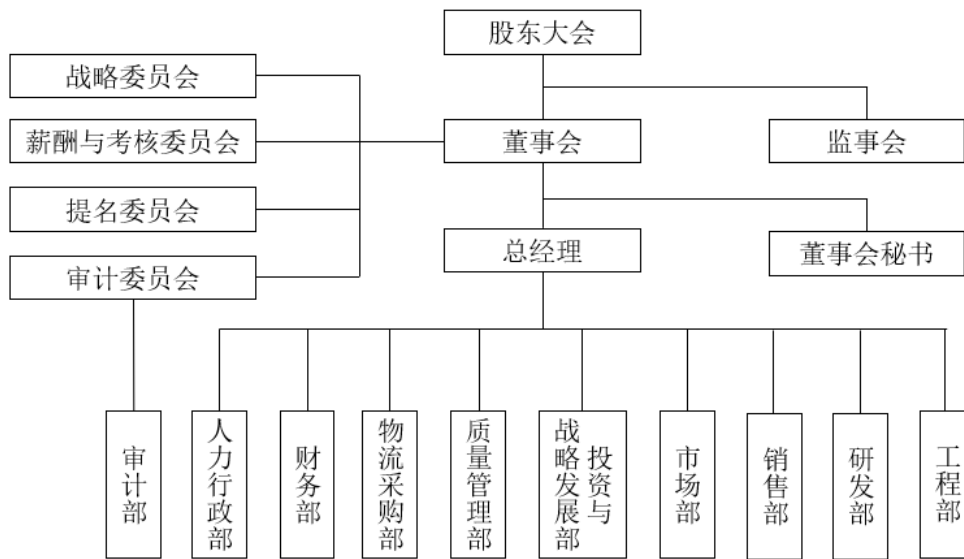 股东大会
战略委员会
薪酬与考核委员会
董事会
监事会
提名委员会
总经理
董事会秘书
审计委员会
审计部
人力行政部
财务部
物流采购部
质量管理部
投资与
战略发展部
市场部
销售部
研发部
工程部